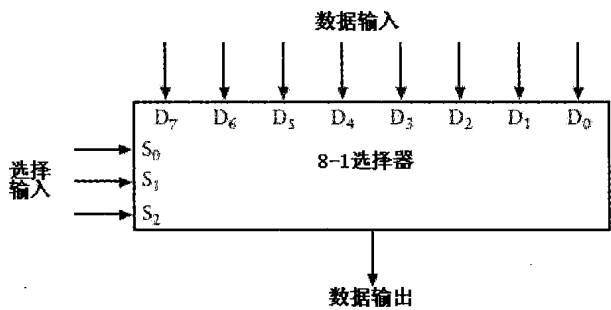 数据输入
D₇ D₆ D₅ D₄ D₃ D₂ D₁ D₀
S₀
8-1选择器
选择
输入
S₁
S₂
数据输出